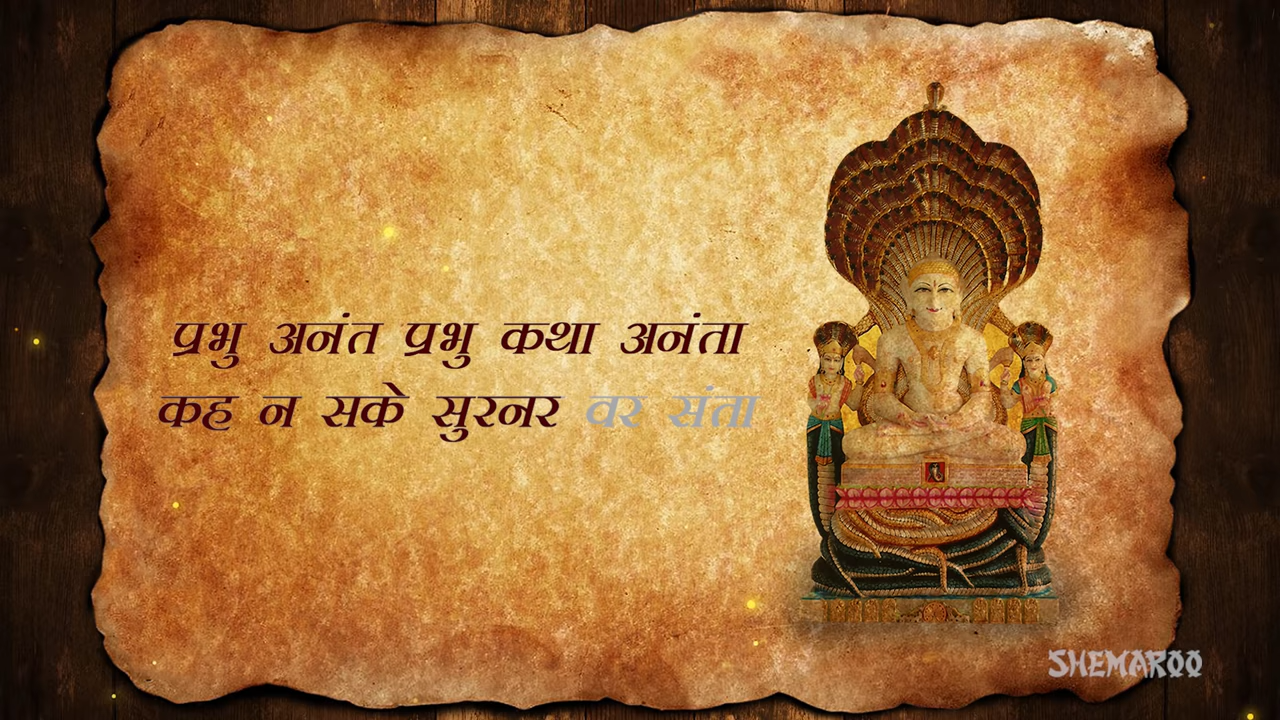 प्रभु अनंत प्रभु कथा अनंता
कह न सके सुरनर वर संता
SHEMAROO